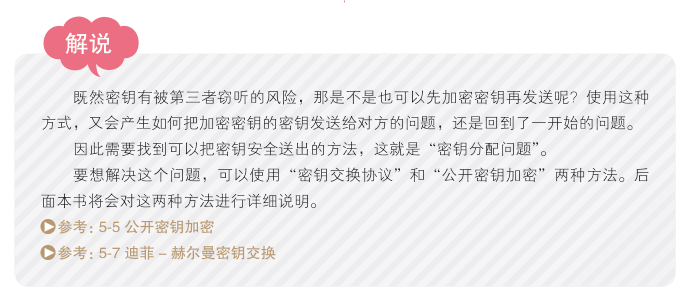 解说
既然密钥有被第三者窃听的风险，那是不是也可以先加密密钥再发送呢？使用这种
方式，又会产生如何把加密密钥的密钥发送给对方的问题，还是回到了一开始的问题。
因此需要找到可以把密钥安全送出的方法，这就是“密钥分配问题”。
要想解决这个问题，可以使用“密钥交换协议”和“公开密钥加密”两种方法。后
面本书将会对这两种方法进行详细说明。
参考：5-5 公开密钥加密
参考：5-7 迪菲 – 赫尔曼密钥交换